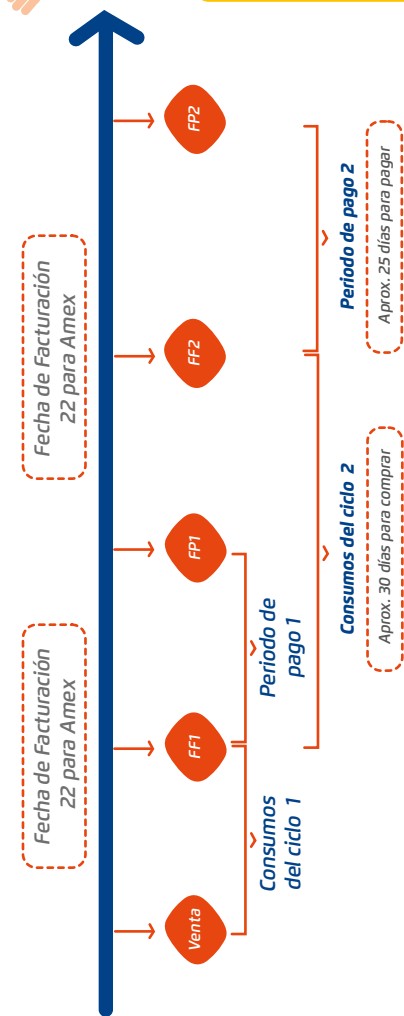 Fecha de Facturación
22 para Amex
Fecha de Facturación
22 para Amex
Venta
FF1
FP1
FF2
FP2
Consumos
del ciclo 1
Periodo de
pago 1
Consumos del ciclo 2
Aprox. 30 días para comprar
Periodo de pago 2
Aprox. 25 días para pagar